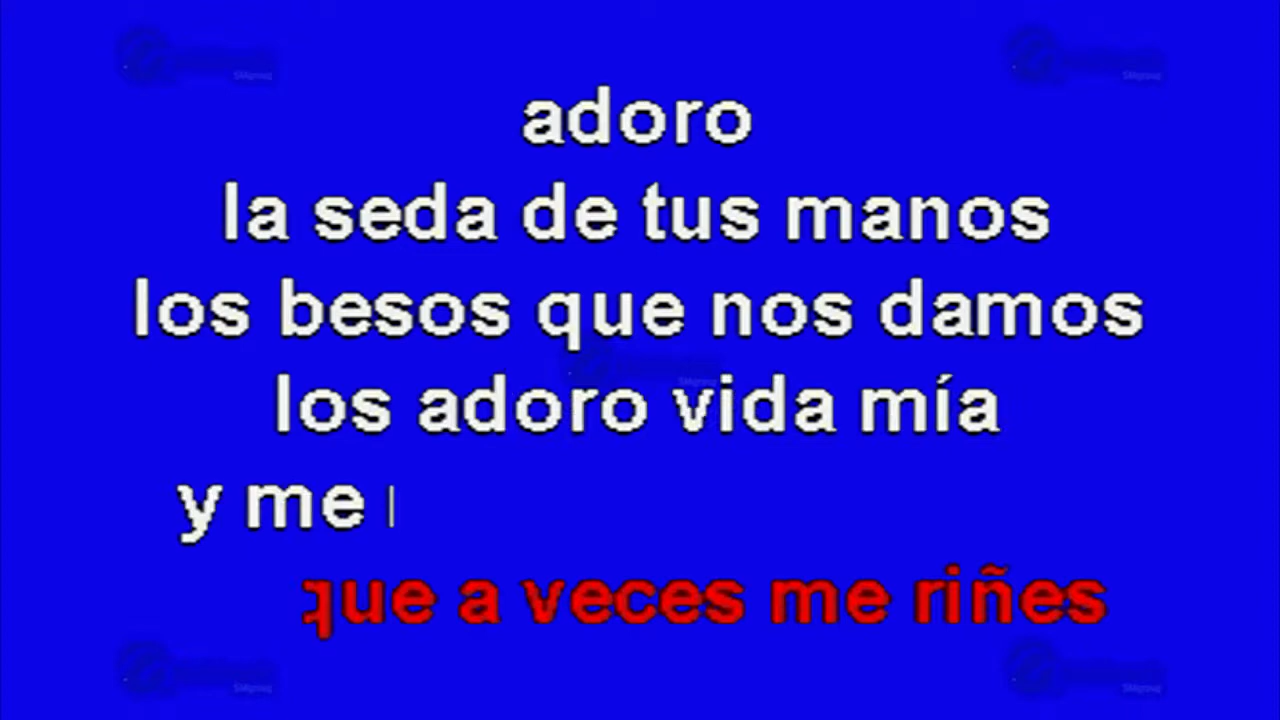 adoro
la seda de tus manos
los besos que nos damos
los adoro vida mía
y me
que a veces me riñes